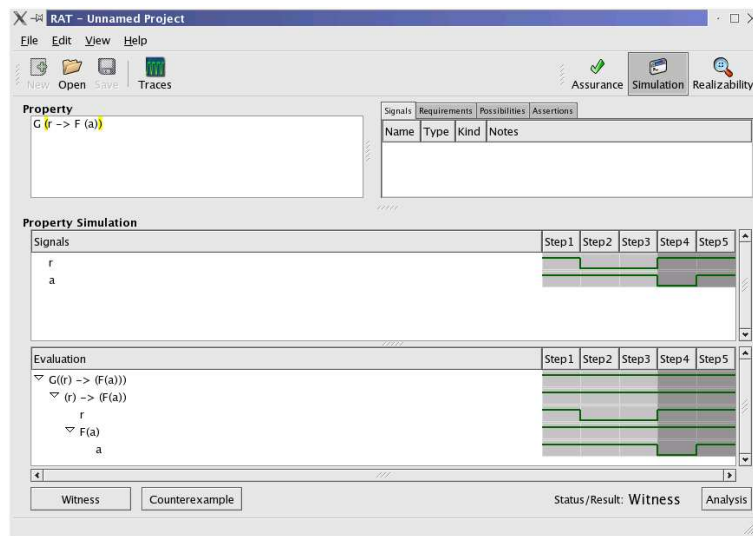 RAT - Unnamed Project
File Edit View Help
New Open Save Traces Assurance Simulation Realizability
Property
G (r -> F (a))
Signals Requirements Possibilities Assertions
Name Type Kind Notes
Property Simulation
Signals Step1 Step2 Step3 Step4 Step5
r
a
Evaluation Step1 Step2 Step3 Step4 Step5
G((r) -> (F(a)))
(r) -> (F(a))
r
F(a)
a
Witness Counterexample Status/Result: Witness Analysis